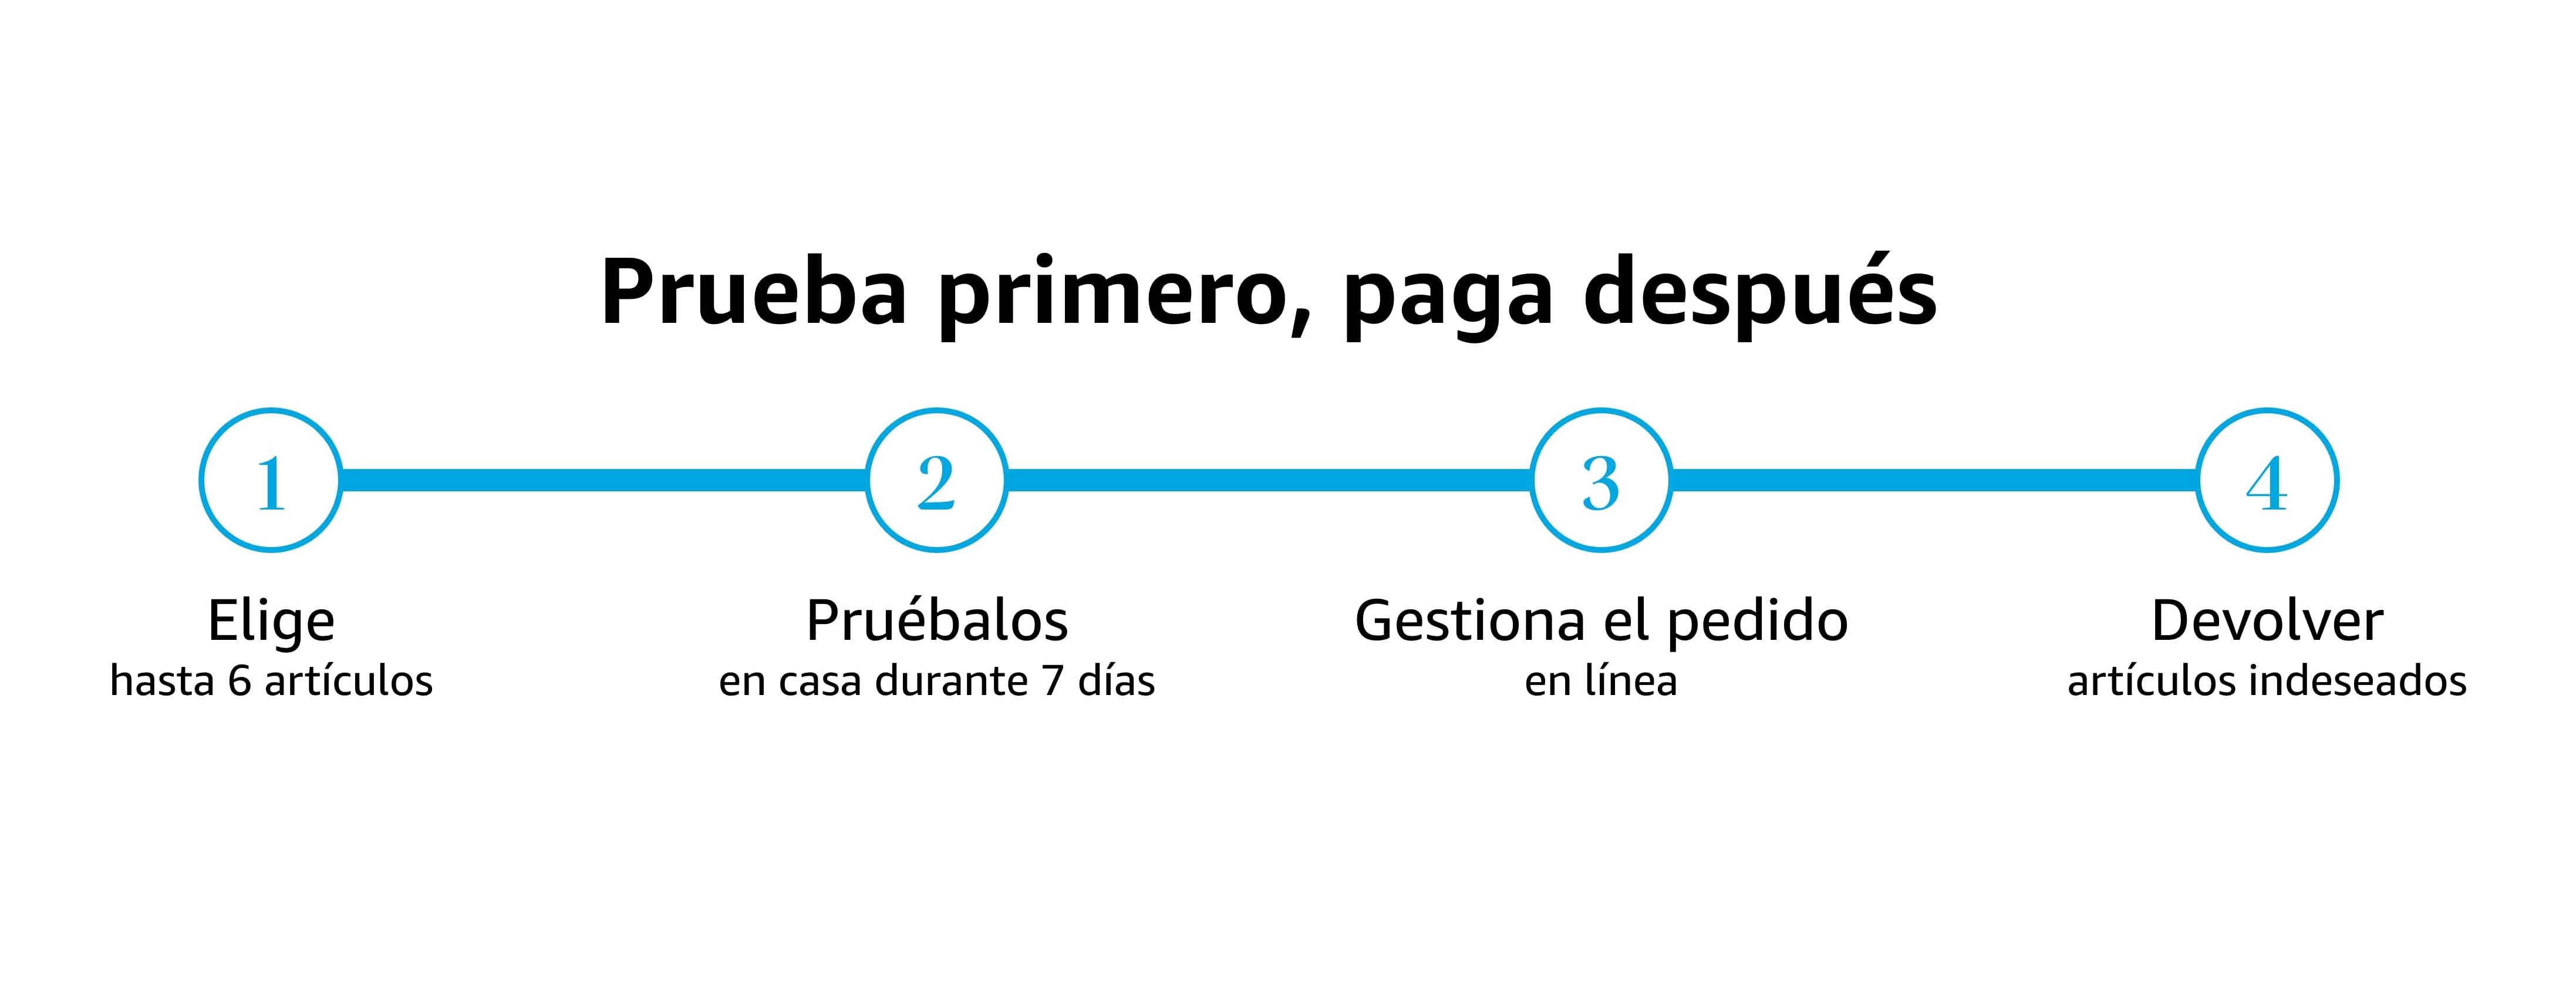 Prueba primero, paga después
1
Elige
hasta 6 artículos
2
Pruébalos
en casa durante 7 días
3
Gestiona el pedido
en línea
4
Devolver
artículos indeseados